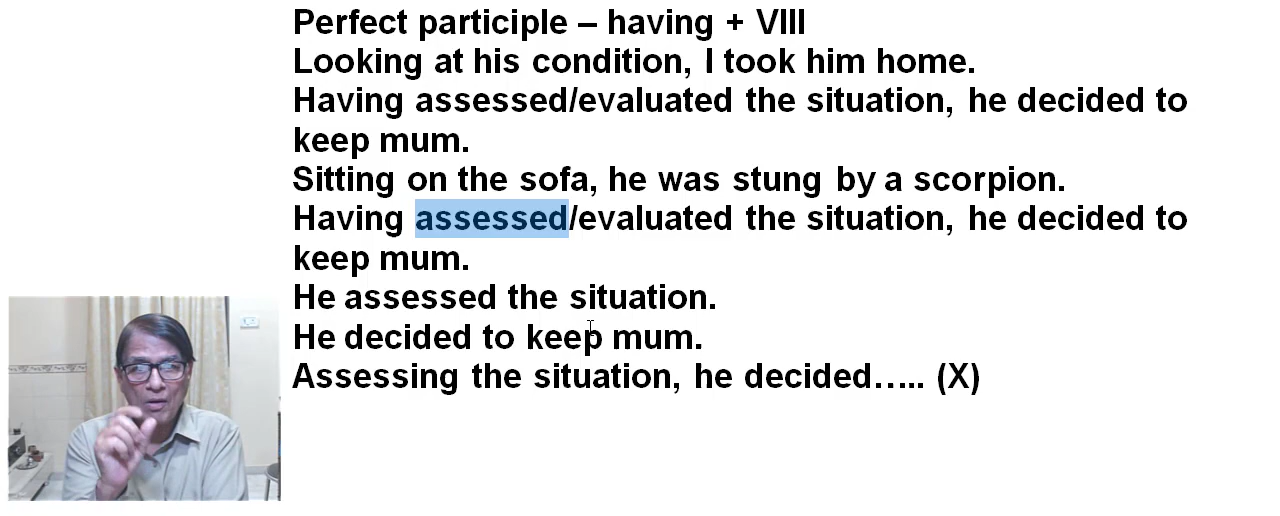 Perfect participle – having + VIII
Looking at his condition, I took him home.
Having assessed/evaluated the situation, he decided to
keep mum.
Sitting on the sofa, he was stung by a scorpion.
Having assessed/evaluated the situation, he decided to
keep mum.
He assessed the situation.
He decided to keep mum.
Assessing the situation, he decided….. (X)